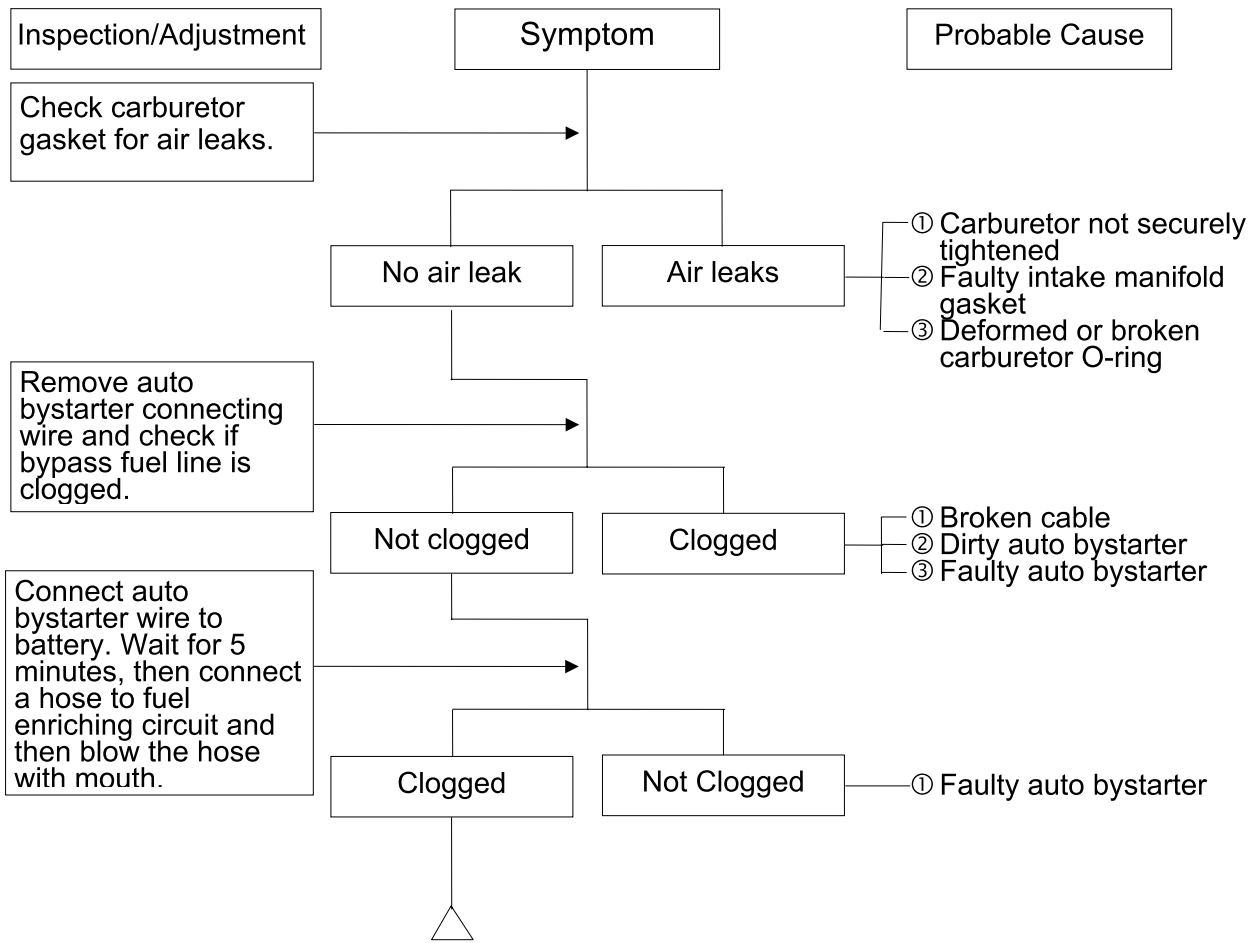 Inspection/Adjustment
Symptom
Probable Cause
Check carburetor
gasket for air leaks.
No air leak
Air leaks
① Carburetor not securely
tightened
② Faulty intake manifold
gasket
③ Deformed or broken
carburetor O-ring
Remove auto
bystarter connecting
wire and check if
bypass fuel line is
clogged.
Not clogged
Clogged
① Broken cable
② Dirty auto bystarter
③ Faulty auto bystarter
Connect auto
bystarter wire to
battery. Wait for 5
minutes, then connect
a hose to fuel
enriching circuit and
then blow the hose
with mouth.
Clogged
Not Clogged
① Faulty auto bystarter